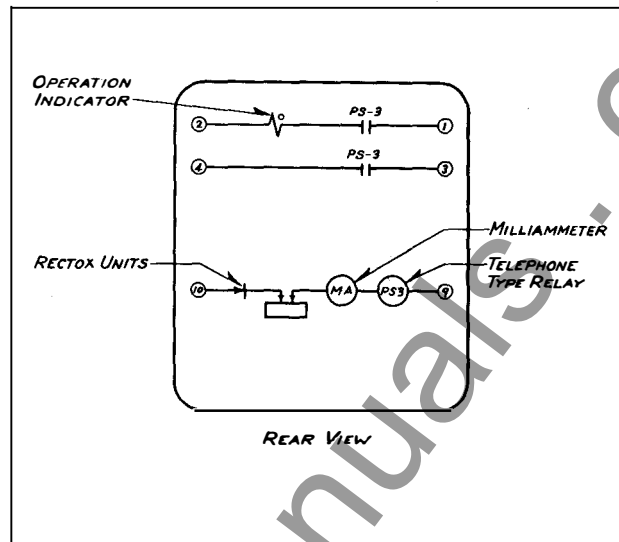 OPERATION
INDICATOR
PS-3
2
1
PS-3
4
3
MILLIAMMETER
RECTOX UNITS
TELEPHONE
TYPE RELAY
10
MA
PS3
9
REAR VIEW
nuals.